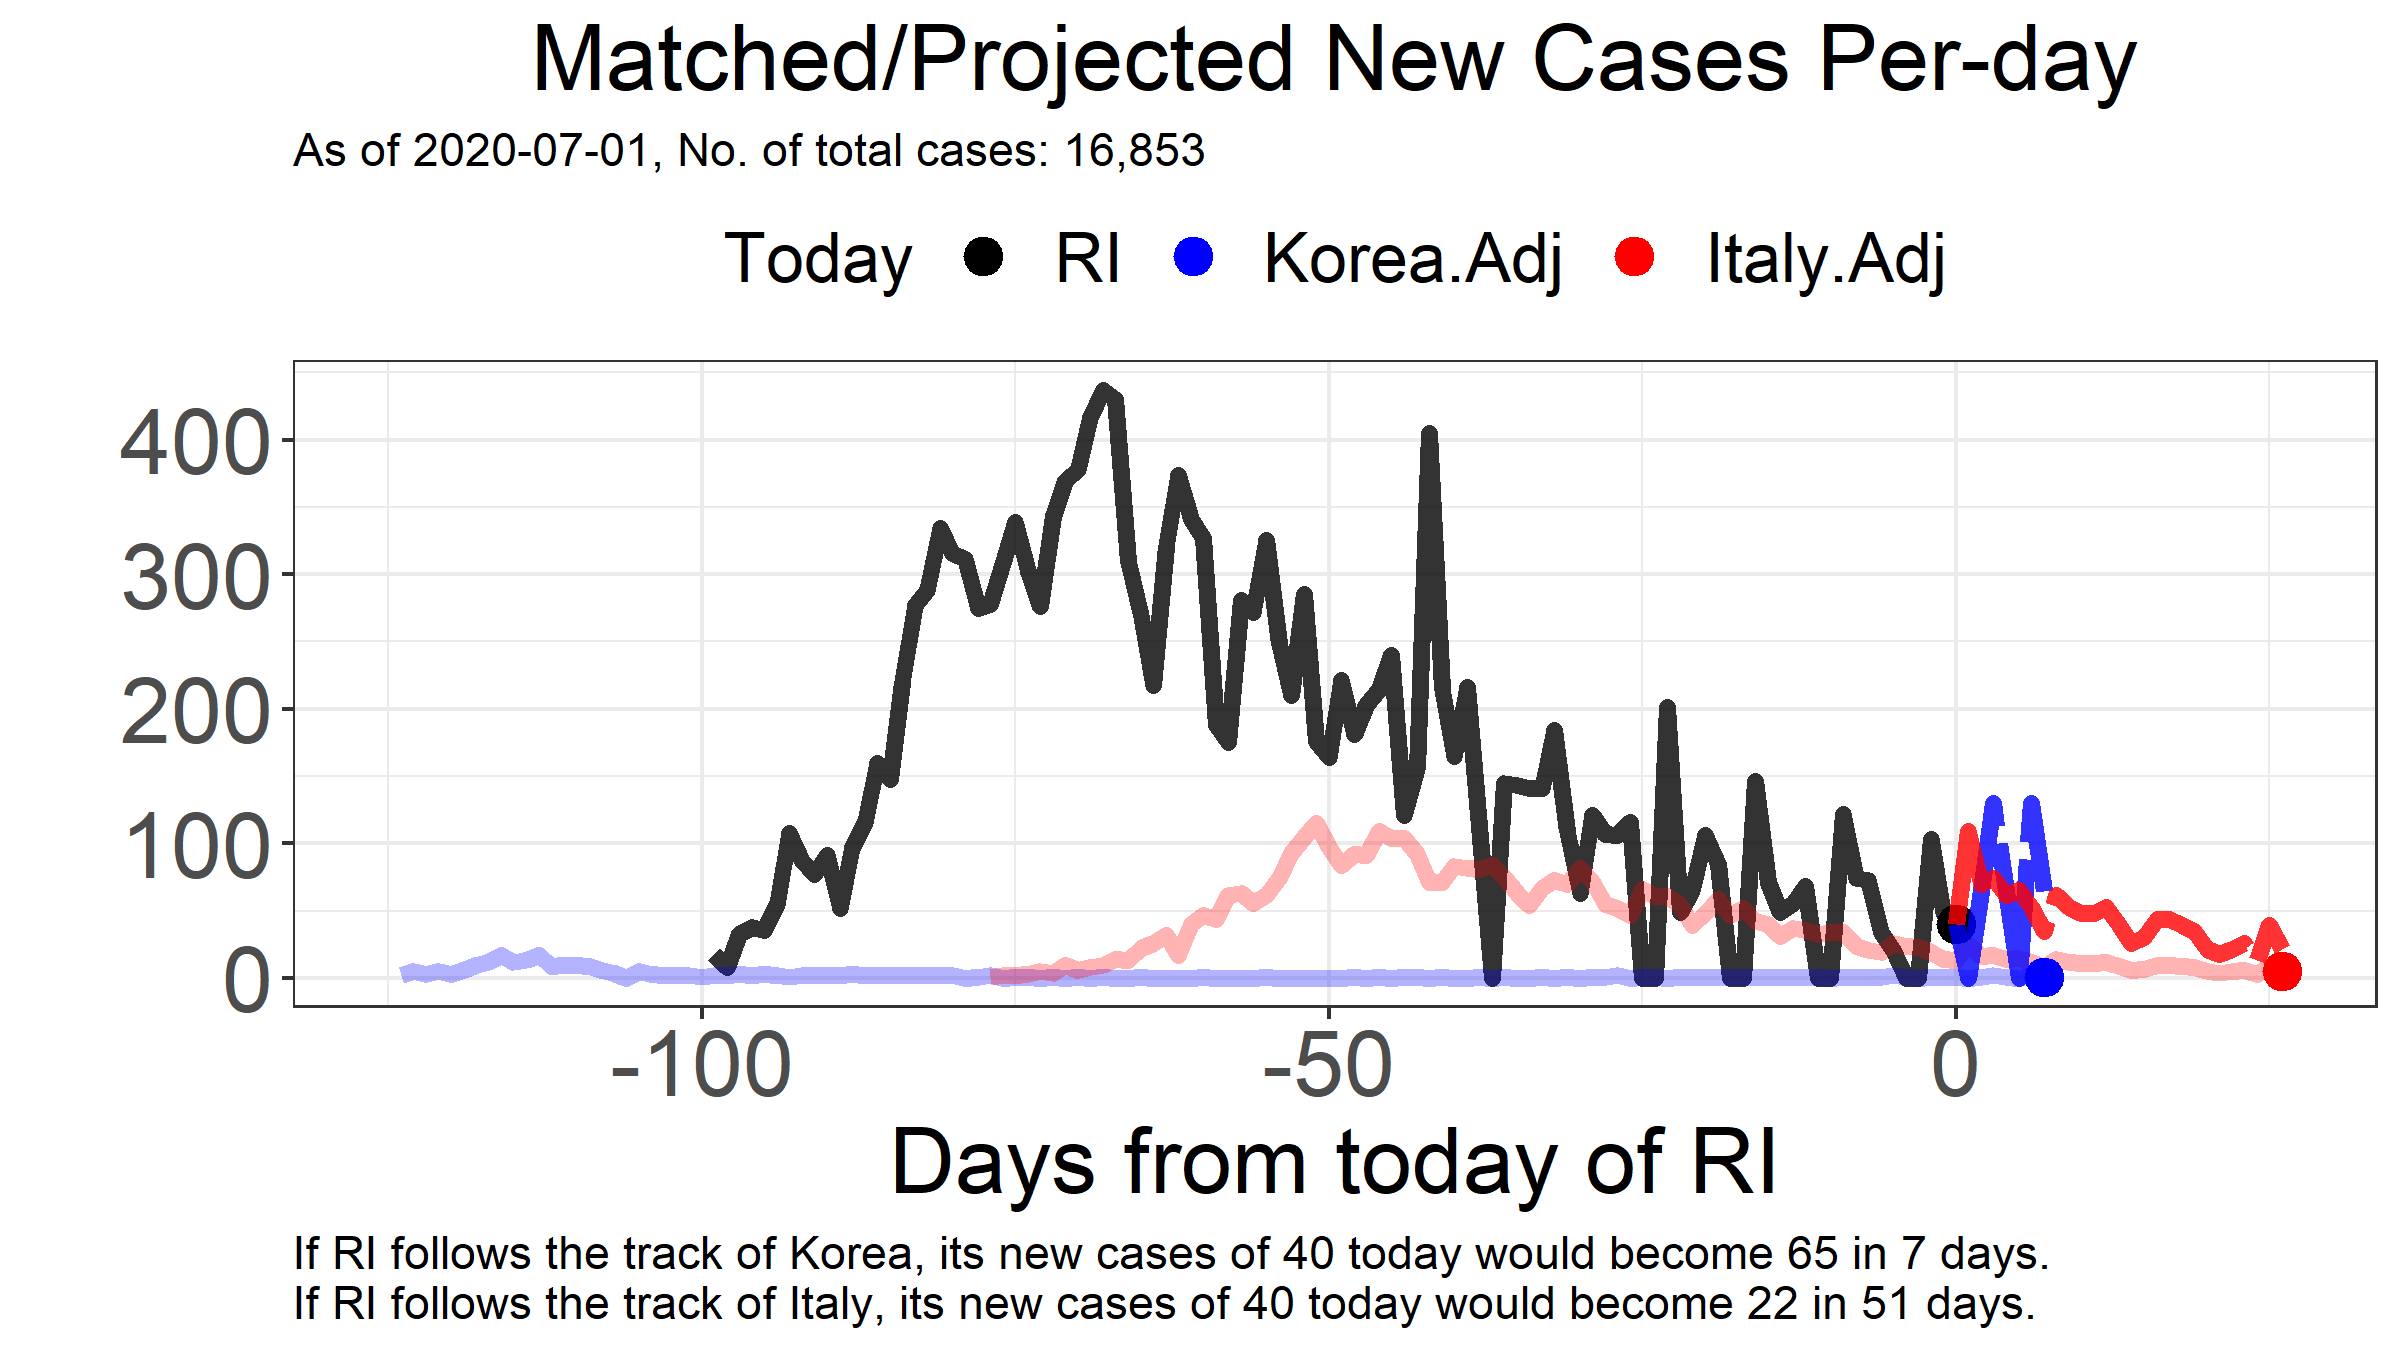 Matched/Projected New Cases Per-day
As of 2020-07-01, No. of total cases: 16,853
Today RI Korea.Adj Italy.Adj
400
300
200
100
0
-100 -50 0
Days from today of RI
If RI follows the track of Korea, its new cases of 40 today would become 65 in 7 days.
If RI follows the track of Italy, its new cases of 40 today would become 22 in 51 days.